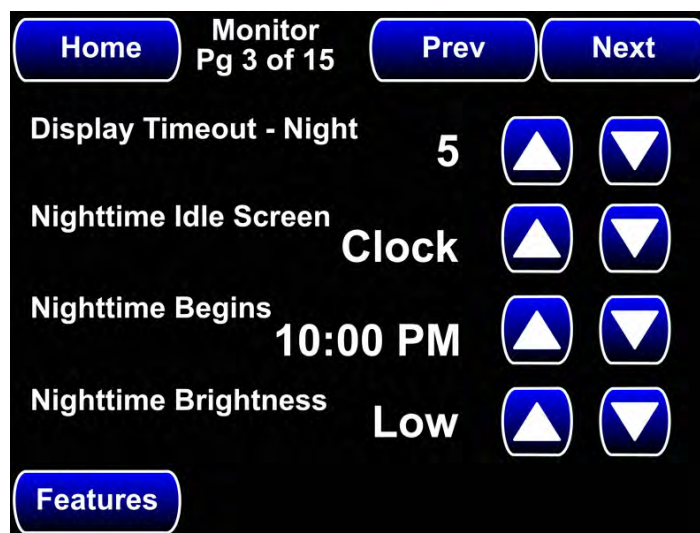 Home
Monitor
Pg 3 of 15
Prev
Next
Display Timeout - Night
5
Nighttime Idle Screen
Clock
Nighttime Begins
10:00 PM
Nighttime Brightness
Low
Features